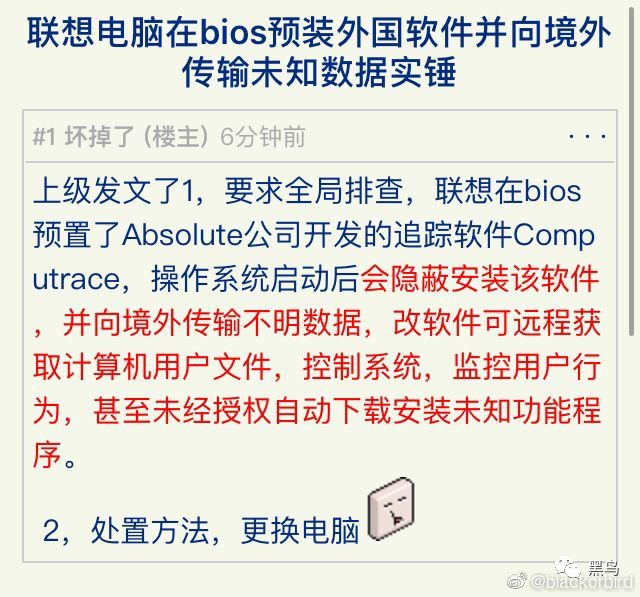 联想电脑在bios预装外国软件并向境外
传输未知数据实锤
#1 坏掉了 (楼主) 6分钟前
上级发文了1，要求全局排查，联想在bios
预置了Absolute公司开发的追踪软件Comp
utrace，操作系统启动后会隐蔽安装该软件
，并向境外传输不明数据，改软件可远程获
取计算机用户文件，控制系统，监控用户行
为，甚至未经授权自动下载安装未知功能程
序。
2，处置方法，更换电脑
黑鸟
@blackorbird